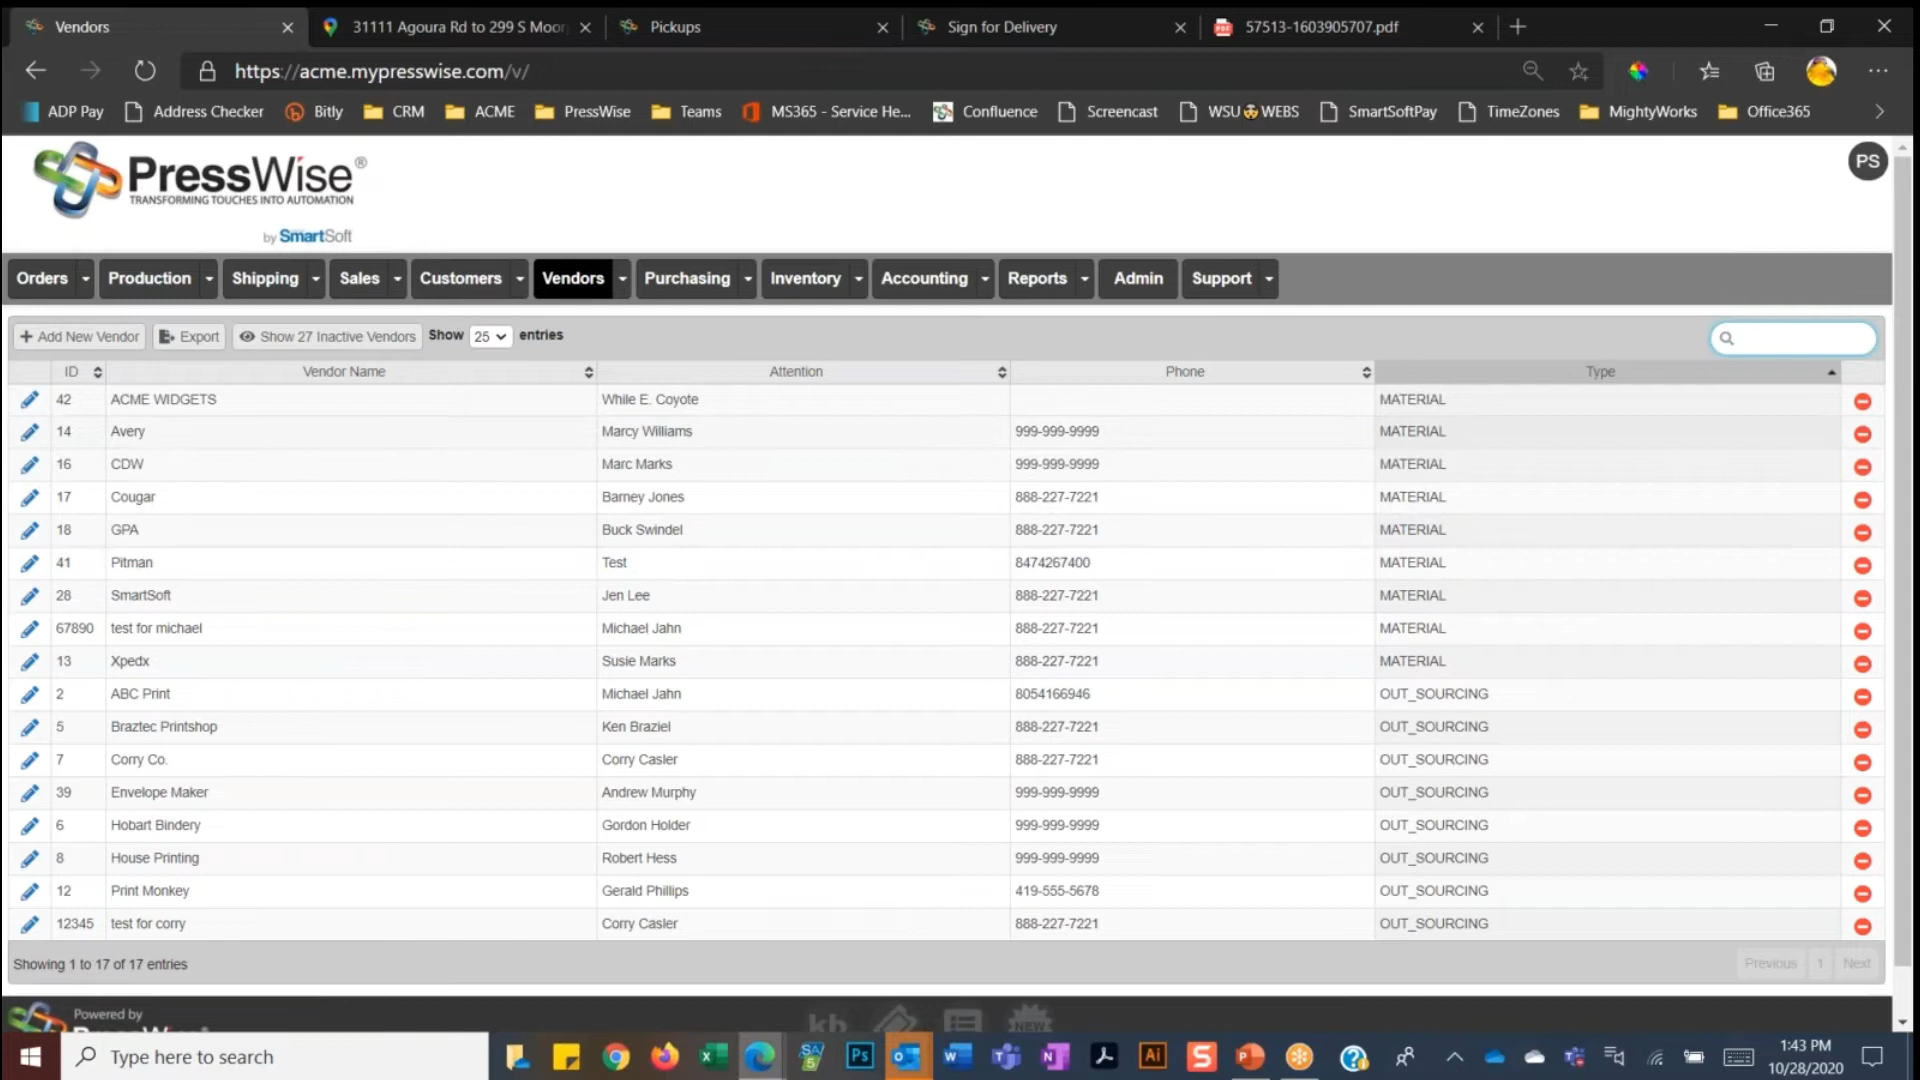 Vendors
31111 Agoura Rd to 299 S Moor
Pickups
Sign for Delivery
57513-1603905707.pdf
https://acme.mypresswise.com/v/
ADP Pay
Address Checker
Bitly
CRM
ACME
PressWise
Teams
MS365 - Service He...
Confluence
Screencast
WSU WEBS
SmartSoftPay
TimeZones
MightyWorks
Office365
PressWise®
TRANSFORMING TOUCHES INTO AUTOMATION
by SmartSoft
PS
Orders Production Shipping Sales Customers Vendors Purchasing Inventory Accounting Reports Admin Support
+ Add New Vendor Export Show 27 Inactive Vendors Show 25 entries
ID Vendor Name Attention Phone Type
42 ACME WIDGETS While E. Coyote MATERIAL
14 Avery Marcy Williams 999-999-9999 MATERIAL
16 CDW Marc Marks 999-999-9999 MATERIAL
17 Cougar Barney Jones 888-227-7221 MATERIAL
18 GPA Buck Swindel 888-227-7221 MATERIAL
41 Pitman Test 8474267400 MATERIAL
28 SmartSoft Jen Lee 888-227-7221 MATERIAL
67890 test for michael Michael Jahn 888-227-7221 MATERIAL
13 Xpedx Susie Marks 888-227-7221 MATERIAL
2 ABC Print Michael Jahn 8054166946 OUT_SOURCING
5 Braztec Printshop Ken Braziel 888-227-7221 OUT_SOURCING
7 Corry Co. Corry Casler 888-227-7221 OUT_SOURCING
39 Envelope Maker Andrew Murphy 999-999-9999 OUT_SOURCING
6 Hobart Bindery Gordon Holder 999-999-9999 OUT_SOURCING
8 House Printing Robert Hess 999-999-9999 OUT_SOURCING
12 Print Monkey Gerald Phillips 419-555-5678 OUT_SOURCING
12345 test for corry Corry Casler 888-227-7221 OUT_SOURCING
Showing 1 to 17 of 17 entries
Previous 1 Next
Powered by
PressWise
kb
NEW
Type here to search
Ps
Ai
1:43 PM
10/28/2020